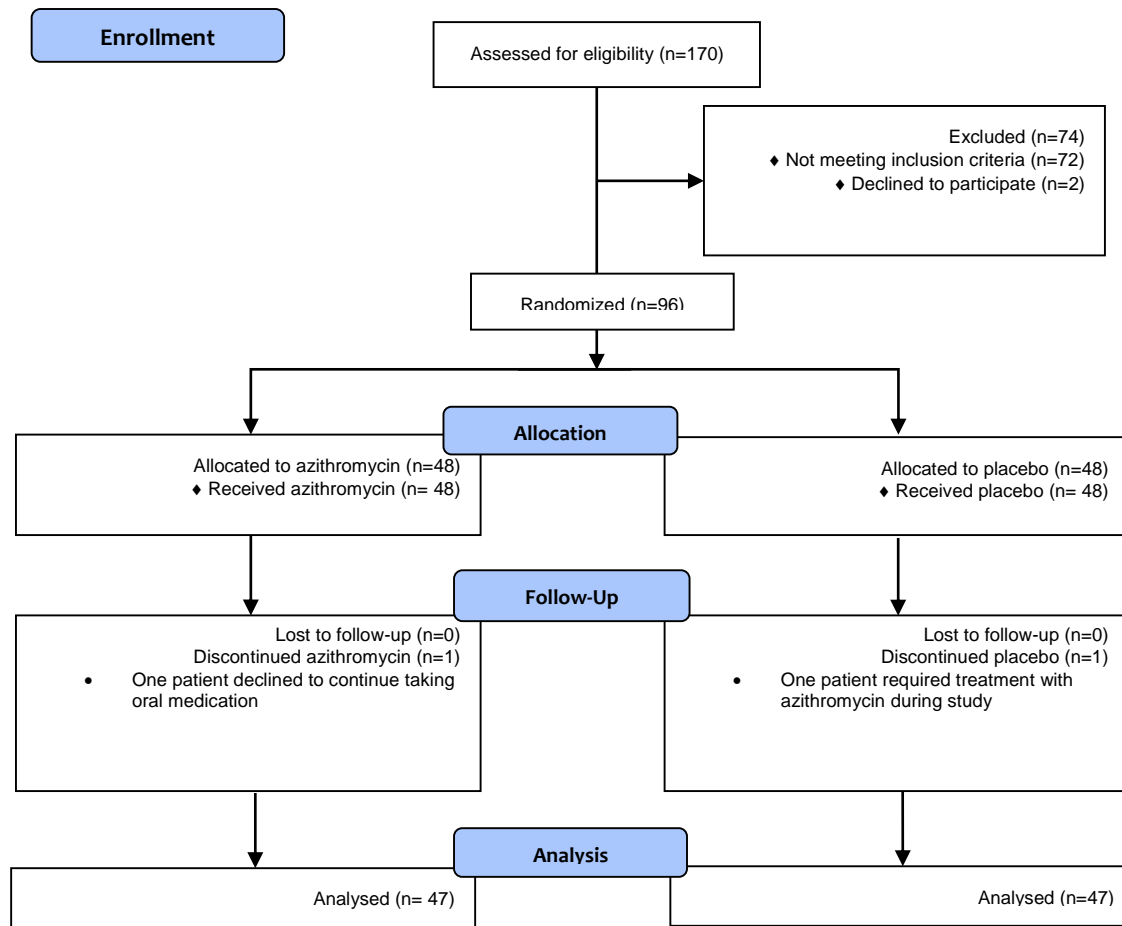 Enrollment
Assessed for eligibility (n=170)
Excluded (n=74)
♦ Not meeting inclusion criteria (n=72)
♦ Declined to participate (n=2)
Randomized (n=96)
Allocation
Allocated to azithromycin (n=48)
♦ Received azithromycin (n= 48)
Allocated to placebo (n=48)
♦ Received placebo (n= 48)
Follow-Up
Lost to follow-up (n=0)
Discontinued azithromycin (n=1)
• One patient declined to continue taking
oral medication
Lost to follow-up (n=0)
Discontinued placebo (n=1)
• One patient required treatment with
azithromycin during study
Analysis
Analysed (n= 47)
Analysed (n=47)